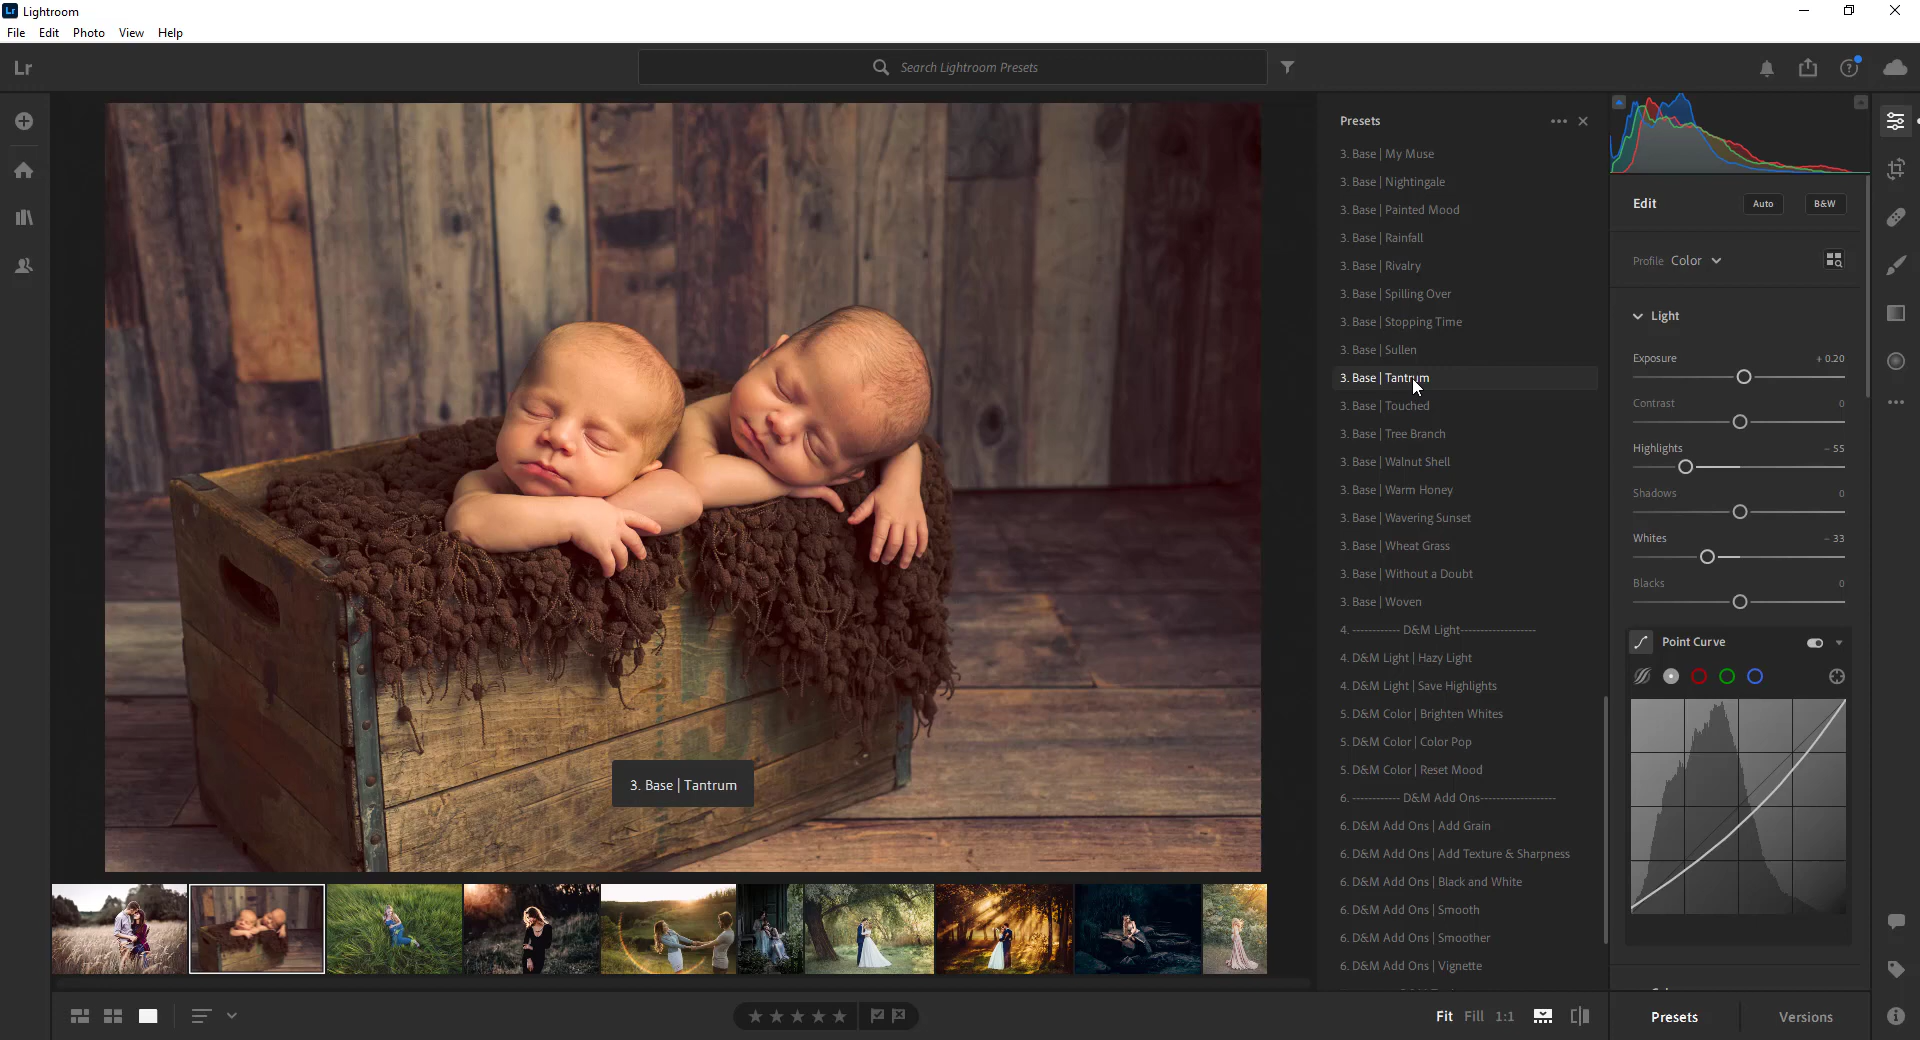 Lr Lightroom
File Edit Photo View Help
Lr
Search Lightroom Presets
Presets
3. Base | My Muse
3. Base | Nightingale
3. Base | Painted Mood
3. Base | Rainfall
3. Base | Rivalry
3. Base | Spilling Over
3. Base | Stopping Time
3. Base | Sullen
3. Base | Tantrum
3. Base | Touched
3. Base | Tree Branch
3. Base | Walnut Shell
3. Base | Warm Honey
3. Base | Wavering Sunset
3. Base | Wheat Grass
3. Base | Without a Doubt
3. Base | Woven
4. ------------ D&M Light-------------------
4. D&M Light | Hazy Light
4. D&M Light | Save Highlights
5. D&M Color | Brighten Whites
5. D&M Color | Color Pop
5. D&M Color | Reset Mood
6. ------------ D&M Add Ons-------------------
6. D&M Add Ons | Add Grain
6. D&M Add Ons | Add Texture & Sharpness
6. D&M Add Ons | Black and White
6. D&M Add Ons | Smooth
6. D&M Add Ons | Smoother
6. D&M Add Ons | Vignette
Edit Auto B&W
Profile Color
Light
Exposure + 0.20
Contrast 0
Highlights - 55
Shadows 0
Whites - 33
Blacks 0
Point Curve
3. Base | Tantrum
Fit Fill 1:1
Presets Versions